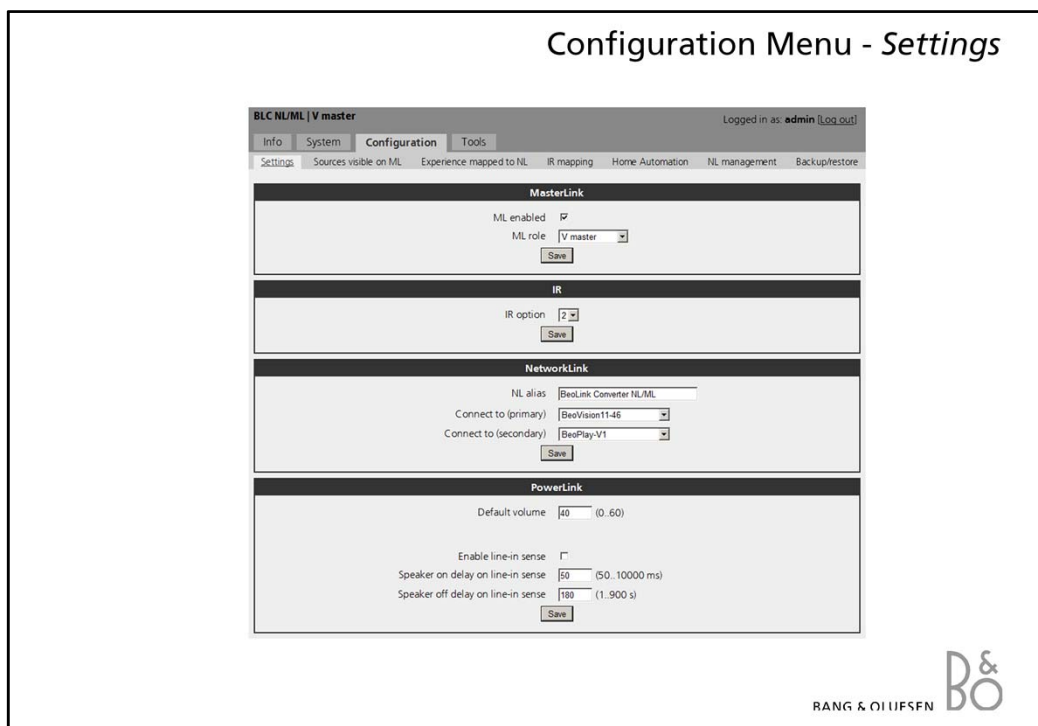 Configuration Menu - Settings
BLC NL/ML | V master
Logged in as: admin [Log out]
Info System Configuration Tools
Settings Sources visible on ML Experience mapped to NL IR mapping Home Automation NL management Backup/restore
MasterLink
ML enabled
ML role V master
Save
IR
IR option 2
Save
NetworkLink
NL alias BeoLink Converter NL/ML
Connect to (primary) BeoVision11-46
Connect to (secondary) BeoPlay-V1
Save
PowerLink
Default volume 40 (0..60)
Enable line-in sense
Speaker on delay on line-in sense 50 (50..10000 ms)
Speaker off delay on line-in sense 180 (1..900 s)
Save
BANG & OLUFSEN B&O